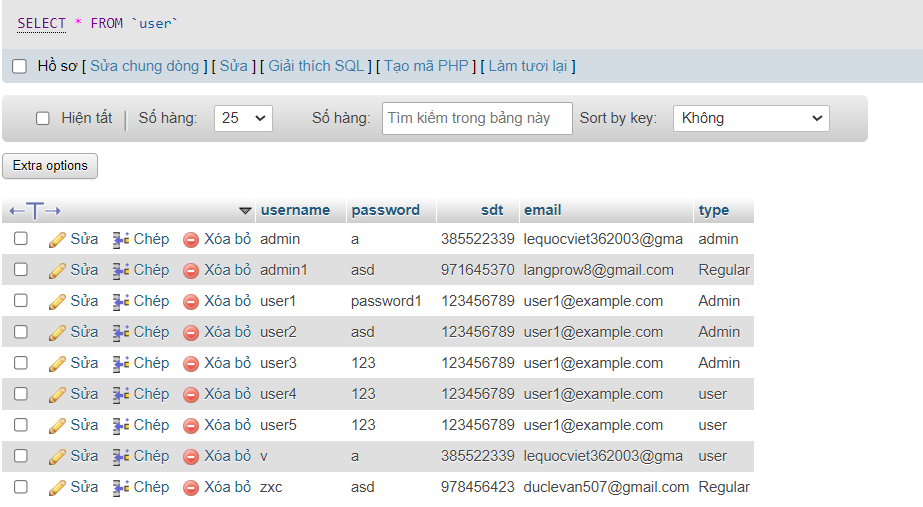 SELECT * FROM `user`
Hồ sơ [ Sửa chung dòng ] [ Sửa ] [ Giải thích SQL ] [ Tạo mã PHP ] [ Làm tươi lại ]
Hiện tất | Số hàng: 25 Số hàng: Tìm kiếm trong bảng này Sort by key: Không
Extra options
username password sdt email type
Sửa Chép Xóa bỏ admin a 385522339 lequocviet362003@gma admin
Sửa Chép Xóa bỏ admin1 asd 971645370 langprow8@gmail.com Regular
Sửa Chép Xóa bỏ user1 password1 123456789 user1@example.com Admin
Sửa Chép Xóa bỏ user2 asd 123456789 user1@example.com Admin
Sửa Chép Xóa bỏ user3 123 123456789 user1@example.com Admin
Sửa Chép Xóa bỏ user4 123 123456789 user1@example.com user
Sửa Chép Xóa bỏ user5 123 123456789 user1@example.com user
Sửa Chép Xóa bỏ v a 385522339 lequocviet362003@gma user
Sửa Chép Xóa bỏ zxc asd 978456423 duclevan507@gmail.com Regular